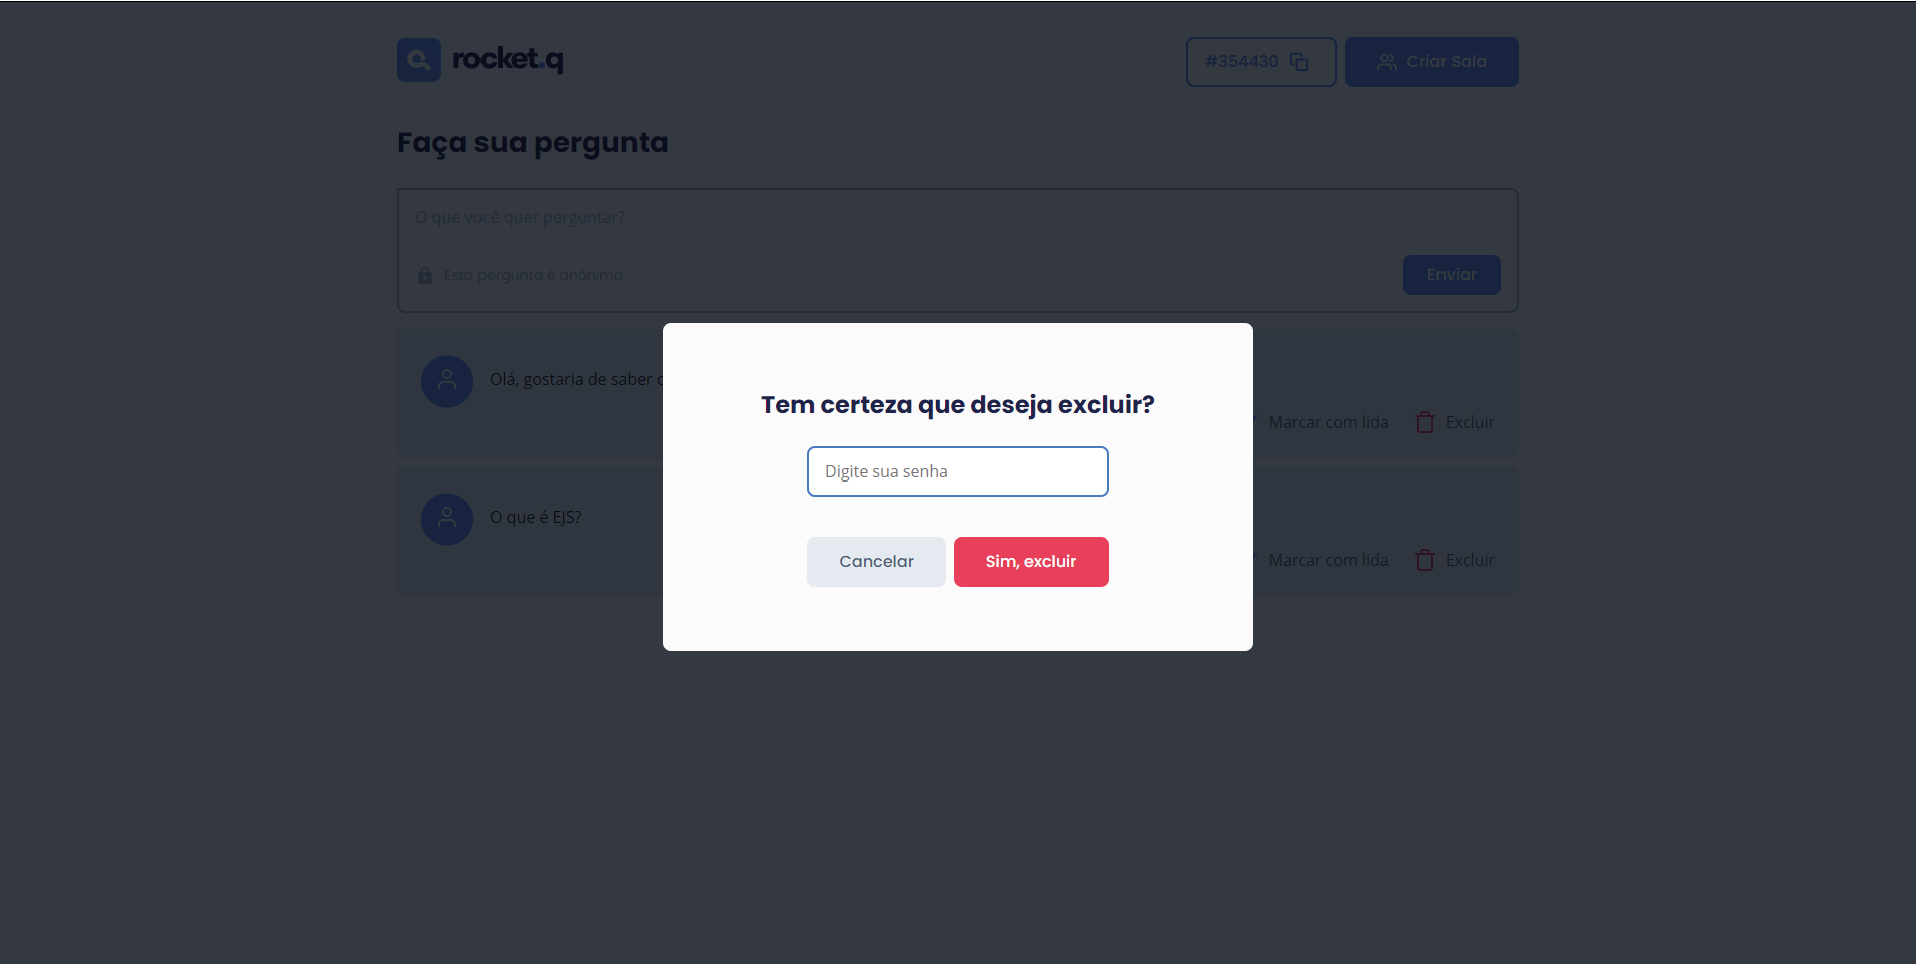 rocket.q
#354430
Criar Sala
Faça sua pergunta
O que você quer perguntar?
Esta pergunta é anônima
Enviar
Olá, gostaria de saber
Marcar com lida
Excluir
O que é EJS?
Marcar com lida
Excluir
Tem certeza que deseja excluir?
Digite sua senha
Cancelar
Sim, excluir